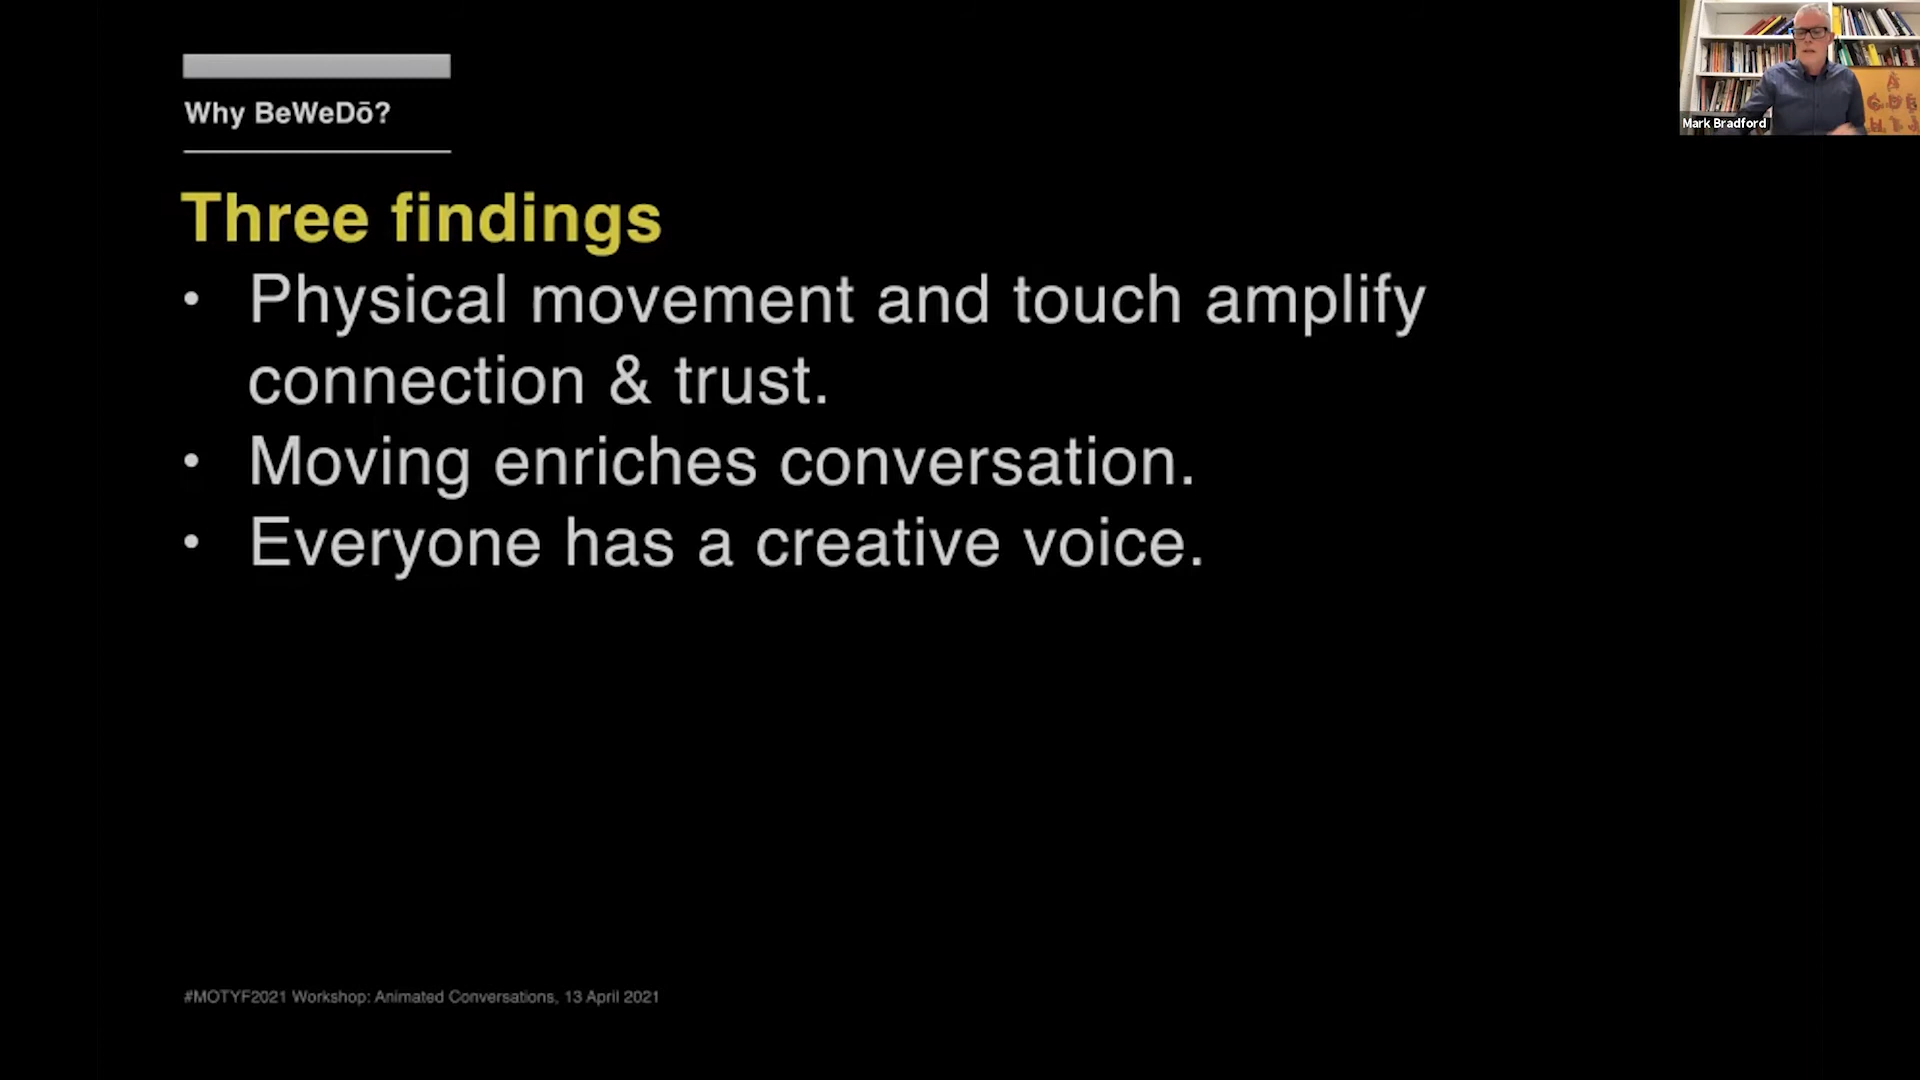 Why BeWeDō?
Three findings
• Physical movement and touch amplify
connection & trust.
• Moving enriches conversation.
• Everyone has a creative voice.
#MOTYF2021 Workshop: Animated Conversations, 13 April 2021
Mark Bradford